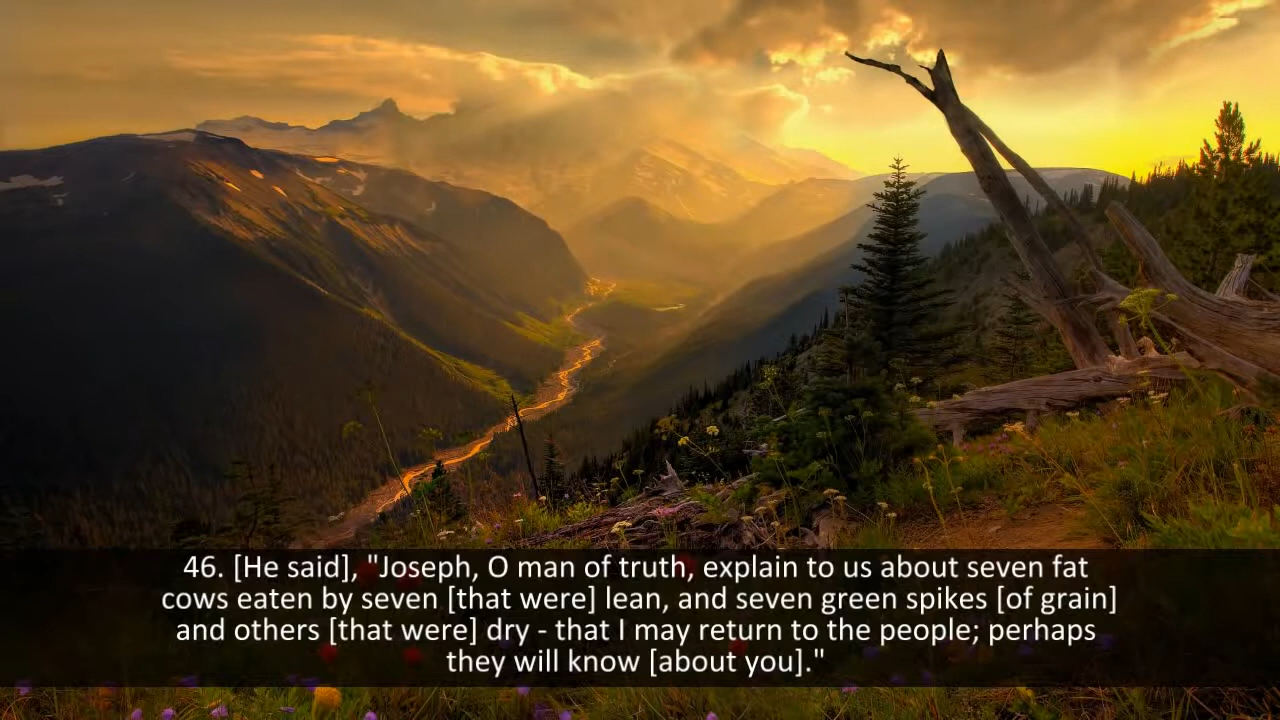 46. [He said], "Joseph, O man of truth, explain to us about seven fat
cows eaten by seven [that were] lean, and seven green spikes [of grain]
and others [that were] dry - that I may return to the people; perhaps
they will know [about you]."